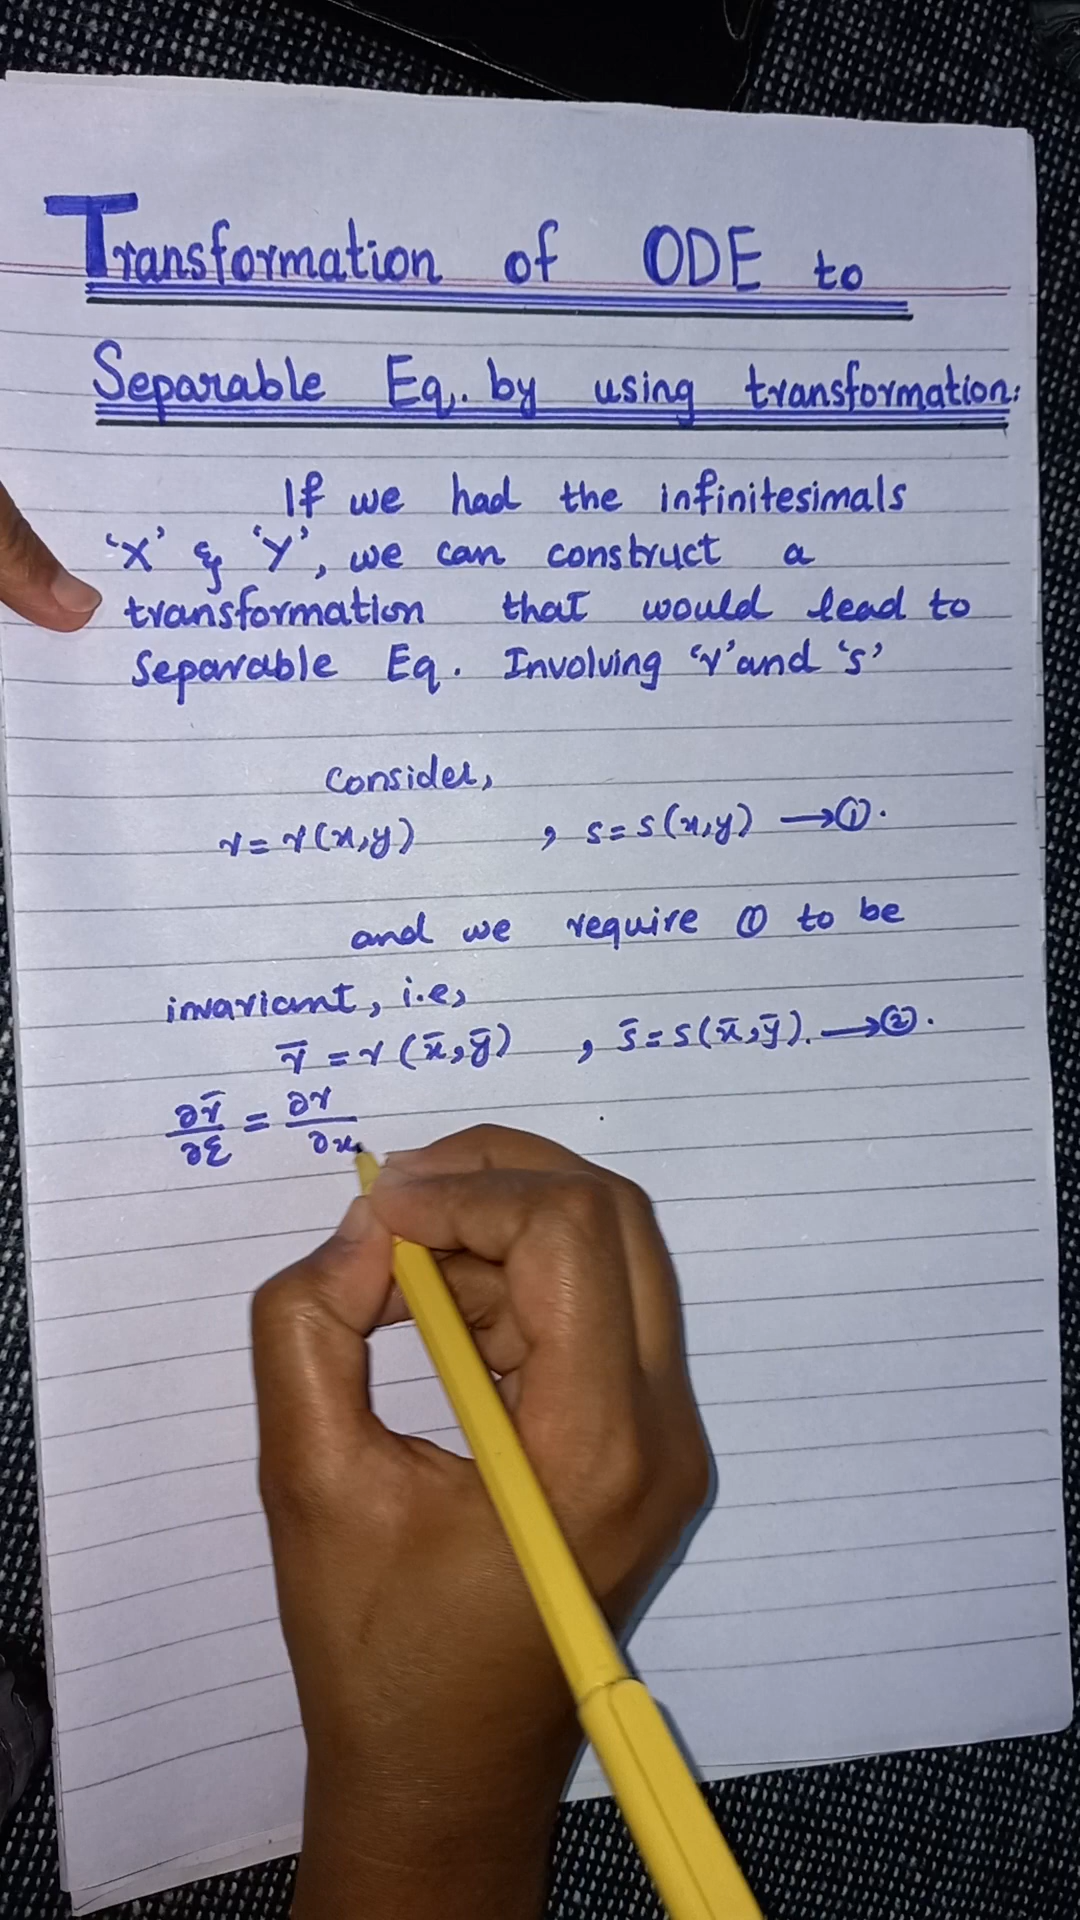 Transformation of ODE to
Separable Eq. by using transformation:
If we had the infinitesimals
'X' & 'Y', we can construct a
transformation that would lead to
Separable Eq. Involving 'r' and 's'
Consider,
r = r(x,y) , s = s(x,y) → ①.
and we require ① to be
invariant, i.e,
r̄ = r(x̄,ȳ) , s̄ = s(x̄,ȳ). → ②.
∂r̄/∂ε = ∂r/∂x